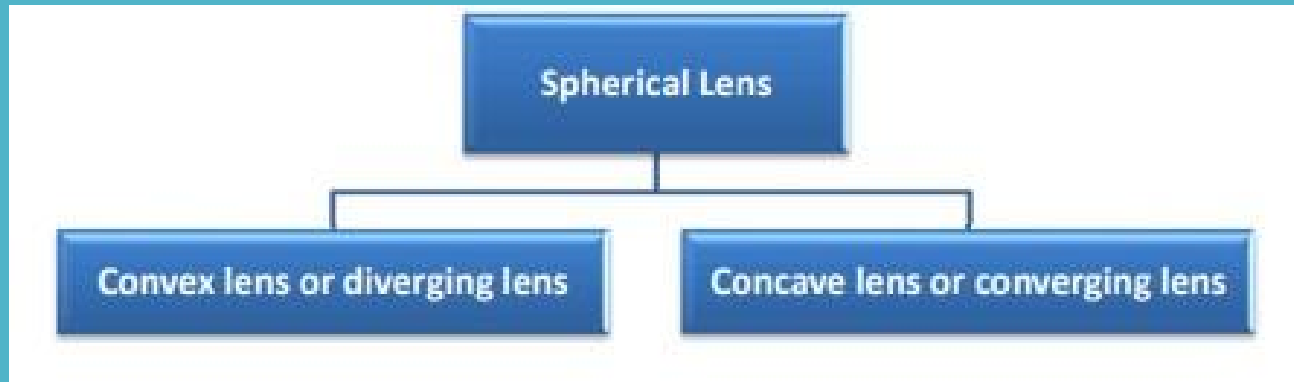 Spherical Lens
Convex lens or diverging lens
Concave lens or converging lens